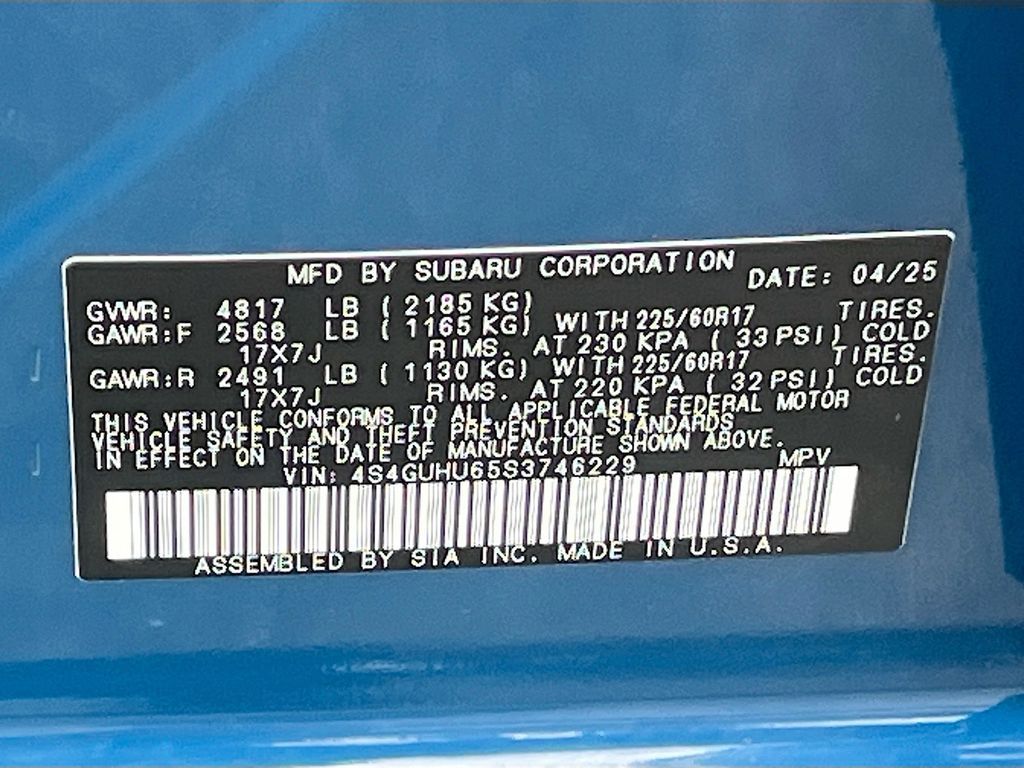 MFD BY SUBARU CORPORATION DATE: 04/25
GVWR: 4817 LB ( 2185 KG)
GAWR:F 2568 LB ( 1165 KG) WITH 225/60R17 TIRES.
17X7J RIMS. AT 230 KPA ( 33 PSI) COLD
GAWR:R 2491 LB ( 1130 KG) WITH 225/60R17 TIRES.
17X7J RIMS. AT 220 KPA ( 32 PSI) COLD
THIS VEHICLE CONFORMS TO ALL APPLICABLE FEDERAL MOTOR
VEHICLE SAFETY AND THEFT PREVENTION STANDARDS
IN EFFECT ON THE DATE OF MANUFACTURE SHOWN ABOVE.
VIN: 4S4GUHU65S3746229 MPV
ASSEMBLED BY SIA INC. MADE IN U.S.A.